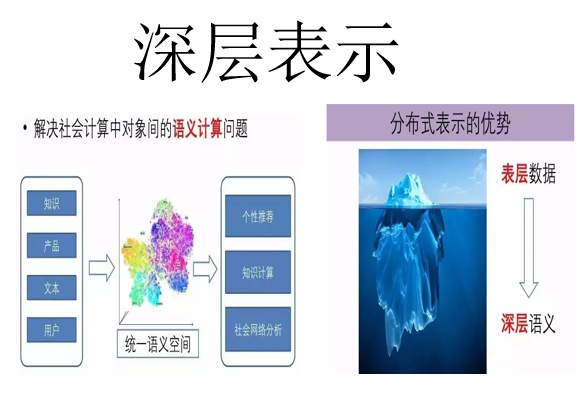 深层表示
• 解决社会计算中对象间的语义计算问题
知识
产品
文本
用户
统一语义空间
个性推荐
知识计算
社会网络分析
分布式表示的优势
表层数据
深层语义